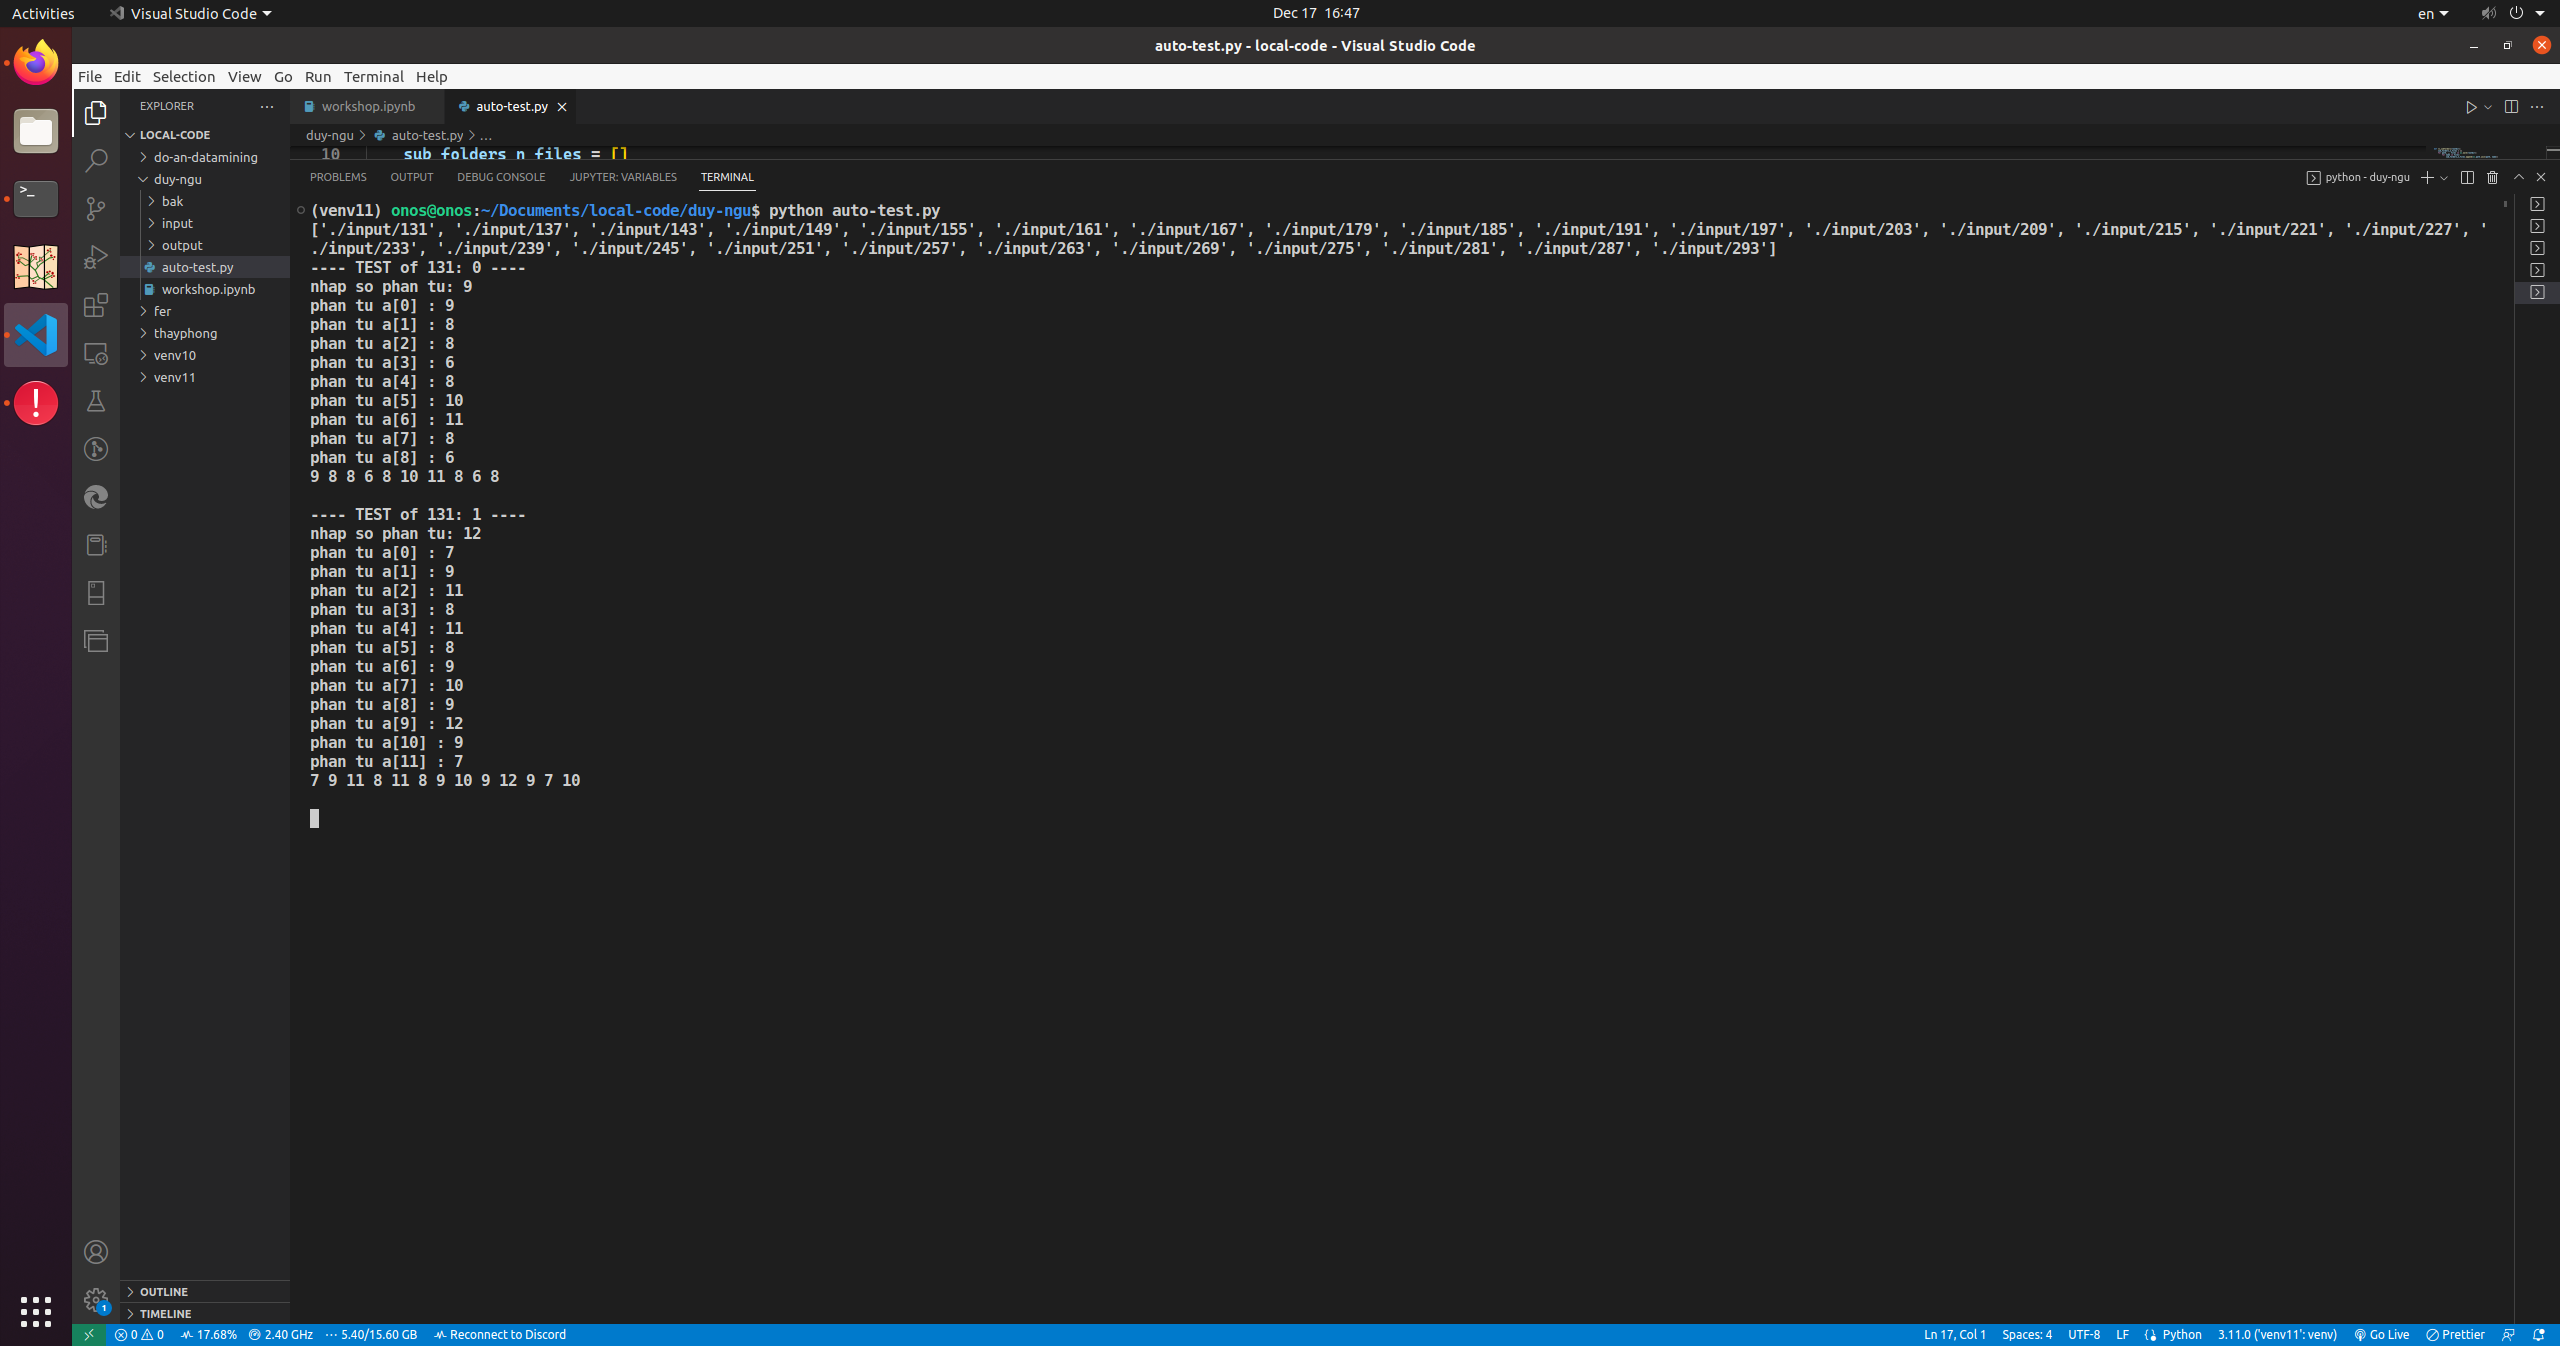 Activities
Visual Studio Code
Dec 17 16:47
en
auto-test.py - local-code - Visual Studio Code
File Edit Selection View Go Run Terminal Help
EXPLORER
LOCAL-CODE
do-an-datamining
duy-ngu
bak
input
output
auto-test.py
workshop.ipynb
fer
thayphong
venv10
venv11
OUTLINE
TIMELINE
workshop.ipynb auto-test.py
duy-ngu > auto-test.py > ...
10 sub_folders_n_files = []
PROBLEMS OUTPUT DEBUG CONSOLE JUPYTER: VARIABLES TERMINAL
python - duy-ngu
(venv11) onos@onos:~/Documents/local-code/duy-ngu$ python auto-test.py
['./input/131', './input/137', './input/143', './input/149', './input/155', './input/161', './input/167', './input/179', './input/185', './input/191', './input/197', './input/203', './input/209', './input/215', './input/221', './input/227', '
./input/233', './input/239', './input/245', './input/251', './input/257', './input/263', './input/269', './input/275', './input/281', './input/287', './input/293']
---- TEST of 131: 0 ----
nhap so phan tu: 9
phan tu a[0] : 9
phan tu a[1] : 8
phan tu a[2] : 8
phan tu a[3] : 6
phan tu a[4] : 8
phan tu a[5] : 10
phan tu a[6] : 11
phan tu a[7] : 8
phan tu a[8] : 6
9 8 8 6 8 10 11 8 6 8
---- TEST of 131: 1 ----
nhap so phan tu: 12
phan tu a[0] : 7
phan tu a[1] : 9
phan tu a[2] : 11
phan tu a[3] : 8
phan tu a[4] : 11
phan tu a[5] : 8
phan tu a[6] : 9
phan tu a[7] : 10
phan tu a[8] : 9
phan tu a[9] : 12
phan tu a[10] : 9
phan tu a[11] : 7
7 9 11 8 11 8 9 10 9 12 9 7 10
1
0 0 17.68% 2.40 GHz 5.40/15.60 GB Reconnect to Discord
Ln 17, Col 1 Spaces: 4 UTF-8 LF Python 3.11.0 ('venv11': venv) Go Live Prettier